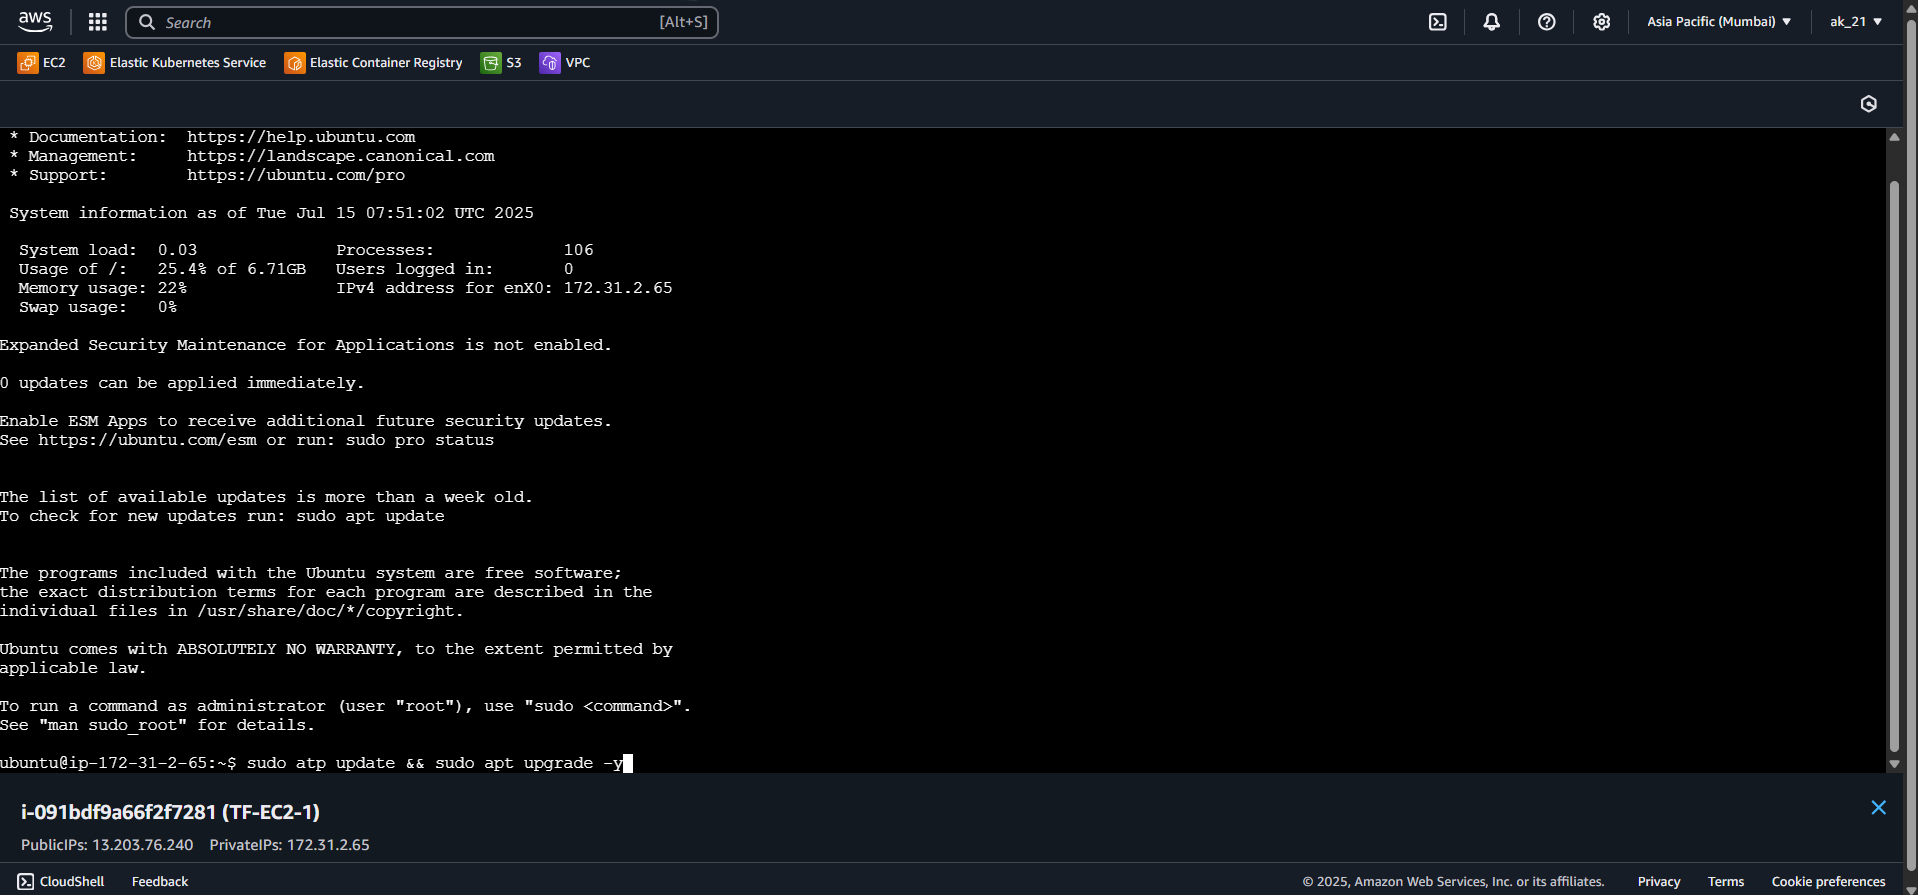 aws
Search [Alt+S]
Asia Pacific (Mumbai) ▼
ak_21 ▼
EC2 Elastic Kubernetes Service Elastic Container Registry S3 VPC
* Documentation:  https://help.ubuntu.com
* Management:     https://landscape.canonical.com
* Support:        https://ubuntu.com/pro
System information as of Tue Jul 15 07:51:02 UTC 2025
System load:  0.03              Processes:             106
Usage of /:   25.4% of 6.71GB   Users logged in:       0
Memory usage: 22%               IPv4 address for enX0: 172.31.2.65
Swap usage:   0%
Expanded Security Maintenance for Applications is not enabled.
0 updates can be applied immediately.
Enable ESM Apps to receive additional future security updates.
See https://ubuntu.com/esm or run: sudo pro status
The list of available updates is more than a week old.
To check for new updates run: sudo apt update
The programs included with the Ubuntu system are free software;
the exact distribution terms for each program are described in the
individual files in /usr/share/doc/*/copyright.
Ubuntu comes with ABSOLUTELY NO WARRANTY, to the extent permitted by
applicable law.
To run a command as administrator (user "root"), use "sudo <command>".
See "man sudo_root" for details.
ubuntu@ip-172-31-2-65:~$ sudo atp update && sudo apt upgrade -y
i-091bdf9a66f2f7281 (TF-EC2-1)
PublicIPs: 13.203.76.240 PrivateIPs: 172.31.2.65
CloudShell Feedback © 2025, Amazon Web Services, Inc. or its affiliates. Privacy Terms Cookie preferences